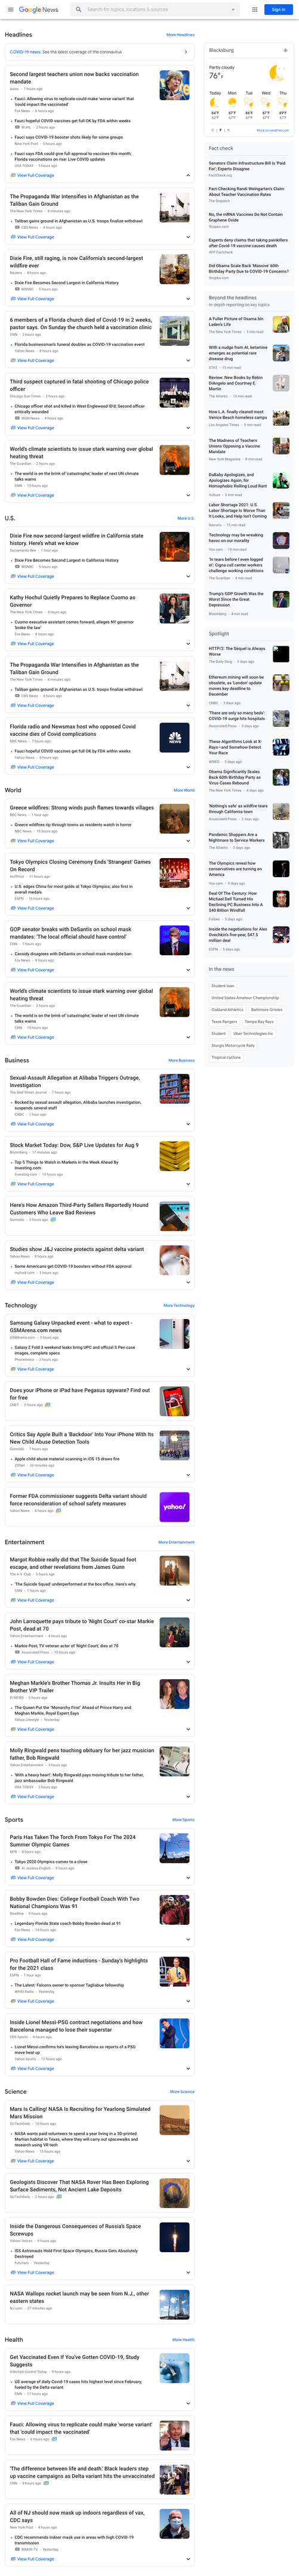 Google News
Search for topics, locations & sources
Sign in
Headlines
More Headlines
COVID-19 news: See the latest coverage of the coronavirus
Second largest teachers union now backs vaccination
mandate
Fauci: Allowing virus to replicate could make 'worse variant' that
'could impact the vaccinated'
Fauci hopeful COVID vaccines get full OK by FDA within weeks
Fauci says COVID-19 booster shots likely for some groups
Fauci says FDA could give full approval to vaccines this month,
Florida vaccinations on rise: Live COVID updates
View Full Coverage
The Propaganda War Intensifies in Afghanistan as the
Taliban Gain Ground
Taliban gains ground in Afghanistan as U.S. troops finalize withdrawl
View Full Coverage
Dixie Fire, still raging, is now California's second-largest
wildfire ever
Dixie Fire Becomes Second Largest in California History
View Full Coverage
6 members of a Florida church died of Covid-19 in 2 weeks,
pastor says. On Sunday the church held a vaccination clinic
Florida businessman's funeral doubles as COVID-19 vaccination event
View Full Coverage
Third suspect captured in fatal shooting of Chicago police
officer
Chicago officer shot and killed in West Englewood ID'd; Second officer
critically wounded
View Full Coverage
World's climate scientists to issue stark warning over global
heating threat
The world is on the brink of 'catastrophe,' leader of next UN climate
talks warns
View Full Coverage
U.S.
More U.S.
Dixie Fire now second largest wildfire in California state
history. Here's what we know
Dixie Fire Becomes Second Largest in California History
View Full Coverage
Kathy Hochul Quietly Prepares to Replace Cuomo as
Governor
Cuomo executive assistant comes forward, alleges NY governor
'broke the law'
View Full Coverage
The Propaganda War Intensifies in Afghanistan as the
Taliban Gain Ground
Taliban gains ground in Afghanistan as U.S. troops finalize withdrawl
View Full Coverage
Florida radio and Newsmax host who opposed Covid
vaccine dies of Covid complications
Fauci hopeful COVID vaccines get full OK by FDA within weeks
View Full Coverage
World
More World
Greece wildfires: Strong winds push flames towards villages
Greece wildfires rip through towns as residents watch in horror
View Full Coverage
Tokyo Olympics Closing Ceremony Ends 'Strangest' Games
On Record
U.S. edges China for most golds at Tokyo Olympics; also first in
overall medals
View Full Coverage
GOP senator breaks with DeSantis on school mask
mandates: 'The local official should have control'
Cassidy disagrees with DeSantis on school mask mandate ban
View Full Coverage
World's climate scientists to issue stark warning over global
heating threat
The world is on the brink of 'catastrophe,' leader of next UN climate
talks warns
View Full Coverage
Business
More Business
Sexual-Assault Allegation at Alibaba Triggers Outrage,
Investigation
Rocked by sexual assault allegation, Alibaba launches investigation,
suspends several staff
View Full Coverage
Stock Market Today: Dow, S&P Live Updates for Aug 9
Top 5 Things to Watch in Markets in the Week Ahead By
Investing.com
View Full Coverage
Here's How Amazon Third-Party Sellers Reportedly Hound
Customers Who Leave Bad Reviews
Studies show J&J vaccine protects against delta variant
Some Americans get COVID-19 boosters without FDA approval
View Full Coverage
Technology
More Technology
Samsung Galaxy Unpacked event - what to expect -
GSMArena.com news
Galaxy Z Fold 3 weekend leaks bring UPC and official S Pen case
images, complete specs
View Full Coverage
Does your iPhone or iPad have Pegasus spyware? Find out
for free
Critics Say Apple Built a 'Backdoor' Into Your iPhone With Its
New Child Abuse Detection Tools
Apple child abuse material scanning in iOS 15 draws fire
View Full Coverage
Former FDA commissioner suggests Delta variant should
force reconsideration of school safety measures
yahoo!
Entertainment
More Entertainment
Margot Robbie really did that The Suicide Squad foot
escape, and other revelations from James Gunn
'The Suicide Squad' underperformed at the box office. Here's why.
View Full Coverage
John Larroquette pays tribute to 'Night Court' co-star Markie
Post, dead at 70
Markie Post, TV veteran actor of 'Night Court,' dies at 70
View Full Coverage
Meghan Markle's Brother Thomas Jr. Insults Her in Big
Brother VIP Trailer
The Queen Put the "Monarchy First" Ahead of Prince Harry and
Meghan Markle, Royal Expert Says
View Full Coverage
Molly Ringwald pens touching obituary for her jazz musician
father, Bob Ringwald
'With a heavy heart': Molly Ringwald pays moving tribute to her father,
jazz ambassador Bob Ringwald
View Full Coverage
Sports
More Sports
Paris Has Taken The Torch From Tokyo For The 2024
Summer Olympic Games
Tokyo 2020 Olympics comes to a close
View Full Coverage
Bobby Bowden Dies: College Football Coach With Two
National Champions Was 91
Legendary Florida State coach Bobby Bowden dead at 91
View Full Coverage
Pro Football Hall of Fame inductions - Sunday's highlights
for the 2021 class
The Latest: Falcons owner to sponsor Tagliabue fellowship
View Full Coverage
Inside Lionel Messi-PSG contract negotiations and how
Barcelona managed to lose their superstar
Lionel Messi confirms he's leaving Barcelona as reports of a PSG
move heat up
View Full Coverage
Science
More Science
Mars Is Calling! NASA Is Recruiting for Yearlong Simulated
Mars Mission
NASA wants paid volunteers to spend a year living in a 3D-printed
Martian habitat in Texas, where they will carry out spacewalks and
research using VR tech
View Full Coverage
Geologists Discover That NASA Rover Has Been Exploring
Surface Sediments, Not Ancient Lake Deposits
Inside the Dangerous Consequences of Russia's Space
Screwups
ISS Astronauts Hold First Space Olympics, Russia Gets Absolutely
Destroyed
View Full Coverage
NASA Wallops rocket launch may be seen from N.J., other
eastern states
Health
More Health
Get Vaccinated Even If You've Gotten COVID-19, Study
Suggests
US average of daily Covid-19 cases hits highest level since February,
fueled by the Delta variant
View Full Coverage
Fauci: Allowing virus to replicate could make 'worse variant'
that 'could impact the vaccinated'
'The difference between life and death.' Black leaders step
up vaccine campaigns as Delta variant hits the unvaccinated
All of NJ should now mask up indoors regardless of vax,
CDC says
CDC recommends indoor mask use in areas with high COVID-19
transmission
View Full Coverage
Blacksburg
Partly cloudy
76°F
Today Mon Tue Wed Thu
More on weather.com
Fact check
Senators Claim Infrastructure Bill Is 'Paid
For'; Experts Disagree
FactCheck.org
Fact-Checking Randi Weingarten's Claim
About Teacher Vaccination Rates
The Dispatch
No, the mRNA Vaccines Do Not Contain
Graphene Oxide
Snopes.com
Experts deny claims that taking painkillers
after Covid-19 vaccine causes death
AFP Factcheck
Did Obama Scale Back 'Massive' 60th
Birthday Party Due to COVID-19 Concerns?
Snopes.com
Beyond the headlines
In-depth reporting on key topics
A Fuller Picture of Osama bin
Laden's Life
With a nudge from AI, ketamine
emerges as potential rare
disease drug
Review: New Books by Robin
DiAngelo and Courtney E.
Martin
How L.A. finally cleared most
Venice Beach homeless camps
The Madness of Teachers
Unions Opposing a Vaccine
Mandate
DaBaby Apologizes, and
Apologizes Again, for
Homophobic Rolling Loud Rant
Labor Shortage 2021: U.S.
Labor Shortage Is Worse Than
It Looks, and Help Isn't Coming
Technology may be wreaking
havoc on our morality
'In tears before I even logged
in': Cigna call center workers
challenge working conditions
Trump's GDP Growth Was the
Worst Since the Great
Depression
Spotlight
HTTP/3: The Sequel is Always
Worse
Ethereum mining will soon be
obsolete, as 'London' update
moves key deadline to
December
'There are only so many beds':
COVID-19 surge hits hospitals
These Algorithms Look at X-
Rays—and Somehow Detect
Your Race
Obama Significantly Scales
Back 60th Birthday Party as
Virus Cases Rebound
'Nothing's safe' as wildfire tears
through California town
Pandemic Shoppers Are a
Nightmare to Service Workers
The Olympics reveal how
conservatives are turning on
America
Deal Of The Century: How
Michael Dell Turned His
Declining PC Business Into A
$40 Billion Windfall
Inside the negotiations for Alex
Ovechkin's five-year, $47.5
million deal
In the news
Student loan
United States Amateur Championship
Oakland Athletics
Baltimore Orioles
Texas Rangers
Tampa Bay Rays
Student
Uber Technologies Inc
Sturgis Motorcycle Rally
Tropical cyclone